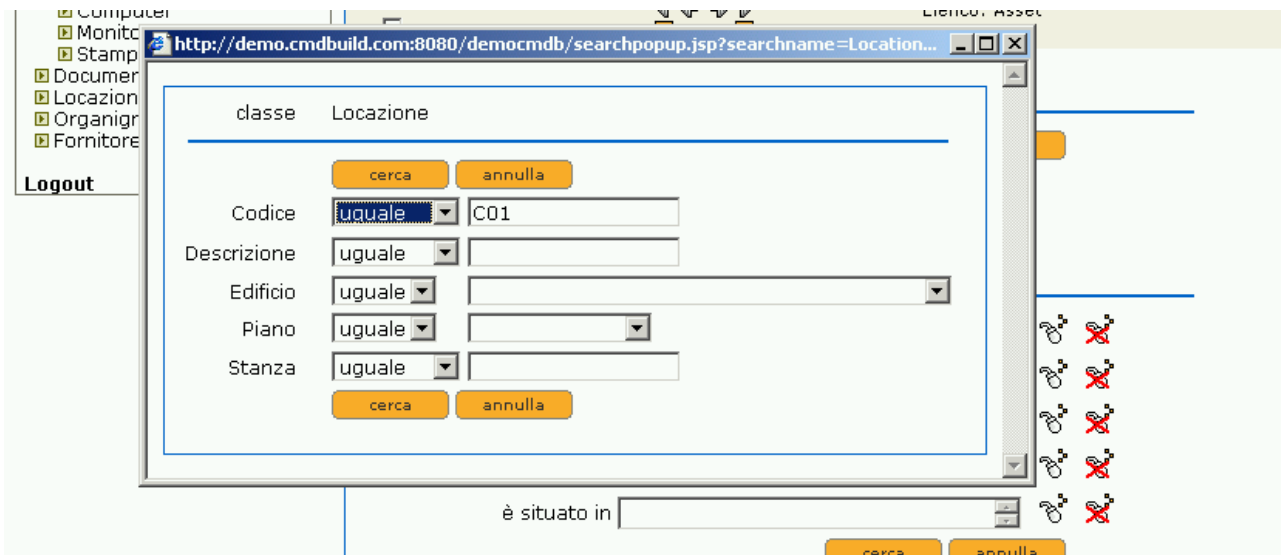 Computer
Elenco: Asset
Monito
Stamp
http://demo.cmdbuild.com:8080/democmdb/searchpopup.jsp?searchname=Location...
Documer
Locazion
Organigr
Fornitore
Logout
classe Locazione
cerca annulla
Codice uguale C01
Descrizione uguale
Edificio uguale
Piano uguale
Stanza uguale
cerca annulla
è situato in
cerca annulla